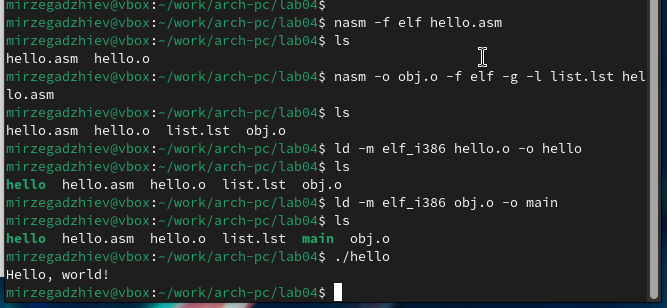 mirzegadzhiev@vbox:~/work/arch-pc/lab04$
mirzegadzhiev@vbox:~/work/arch-pc/lab04$ nasm -f elf hello.asm
mirzegadzhiev@vbox:~/work/arch-pc/lab04$ ls
hello.asm  hello.o
mirzegadzhiev@vbox:~/work/arch-pc/lab04$ nasm -o obj.o -f elf -g -l list.lst hel
lo.asm
mirzegadzhiev@vbox:~/work/arch-pc/lab04$ ls
hello.asm  hello.o  list.lst  obj.o
mirzegadzhiev@vbox:~/work/arch-pc/lab04$ ld -m elf_i386 hello.o -o hello
mirzegadzhiev@vbox:~/work/arch-pc/lab04$ ls
hello  hello.asm  hello.o  list.lst  obj.o
mirzegadzhiev@vbox:~/work/arch-pc/lab04$ ld -m elf_i386 obj.o -o main
mirzegadzhiev@vbox:~/work/arch-pc/lab04$ ls
hello  hello.asm  hello.o  list.lst  main  obj.o
mirzegadzhiev@vbox:~/work/arch-pc/lab04$ ./hello
Hello, world!
mirzegadzhiev@vbox:~/work/arch-pc/lab04$